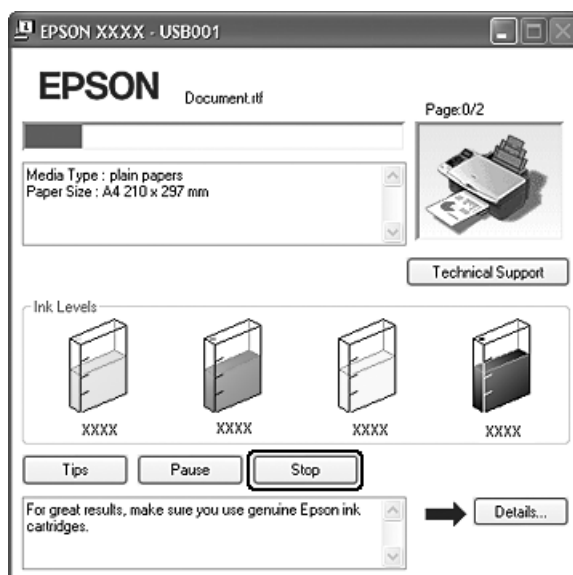 EPSON XXXX - USB001
EPSON
Document.rtf
Page:0/2
Media Type : plain papers
Paper Size : A4 210 x 297 mm
Technical Support
Ink Levels
XXXX
XXXX
XXXX
XXXX
Tips
Pause
Stop
For great results, make sure you use genuine Epson ink
cartridges.
Details...